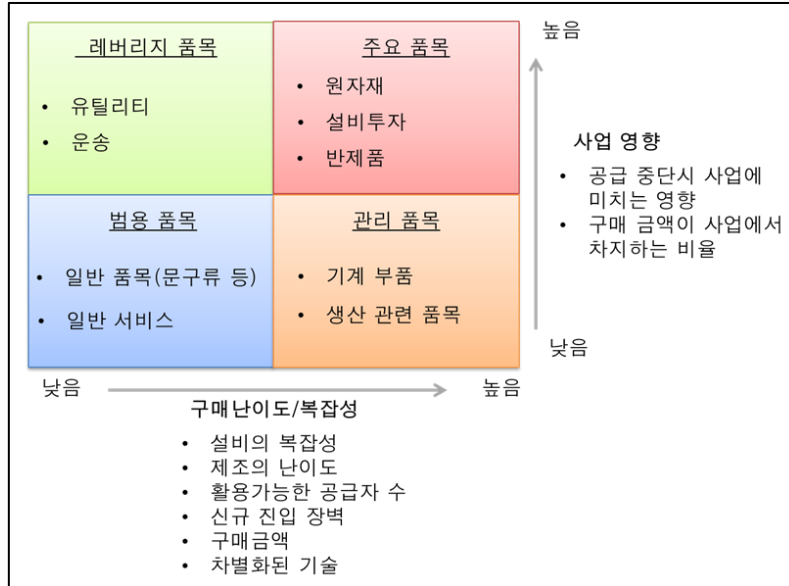 레버리지 품목
• 유틸리티
• 운송
주요 품목
• 원자재
• 설비투자
• 반제품
범용 품목
• 일반 품목(문구류 등)
• 일반 서비스
관리 품목
• 기계 부품
• 생산 관련 품목
높음
사업 영향
• 공급 중단시 사업에
미치는 영향
• 구매 금액이 사업에서
차지하는 비율
낮음
낮음
높음
구매난이도/복잡성
• 설비의 복잡성
• 제조의 난이도
• 활용가능한 공급자 수
• 신규 진입 장벽
• 구매금액
• 차별화된 기술